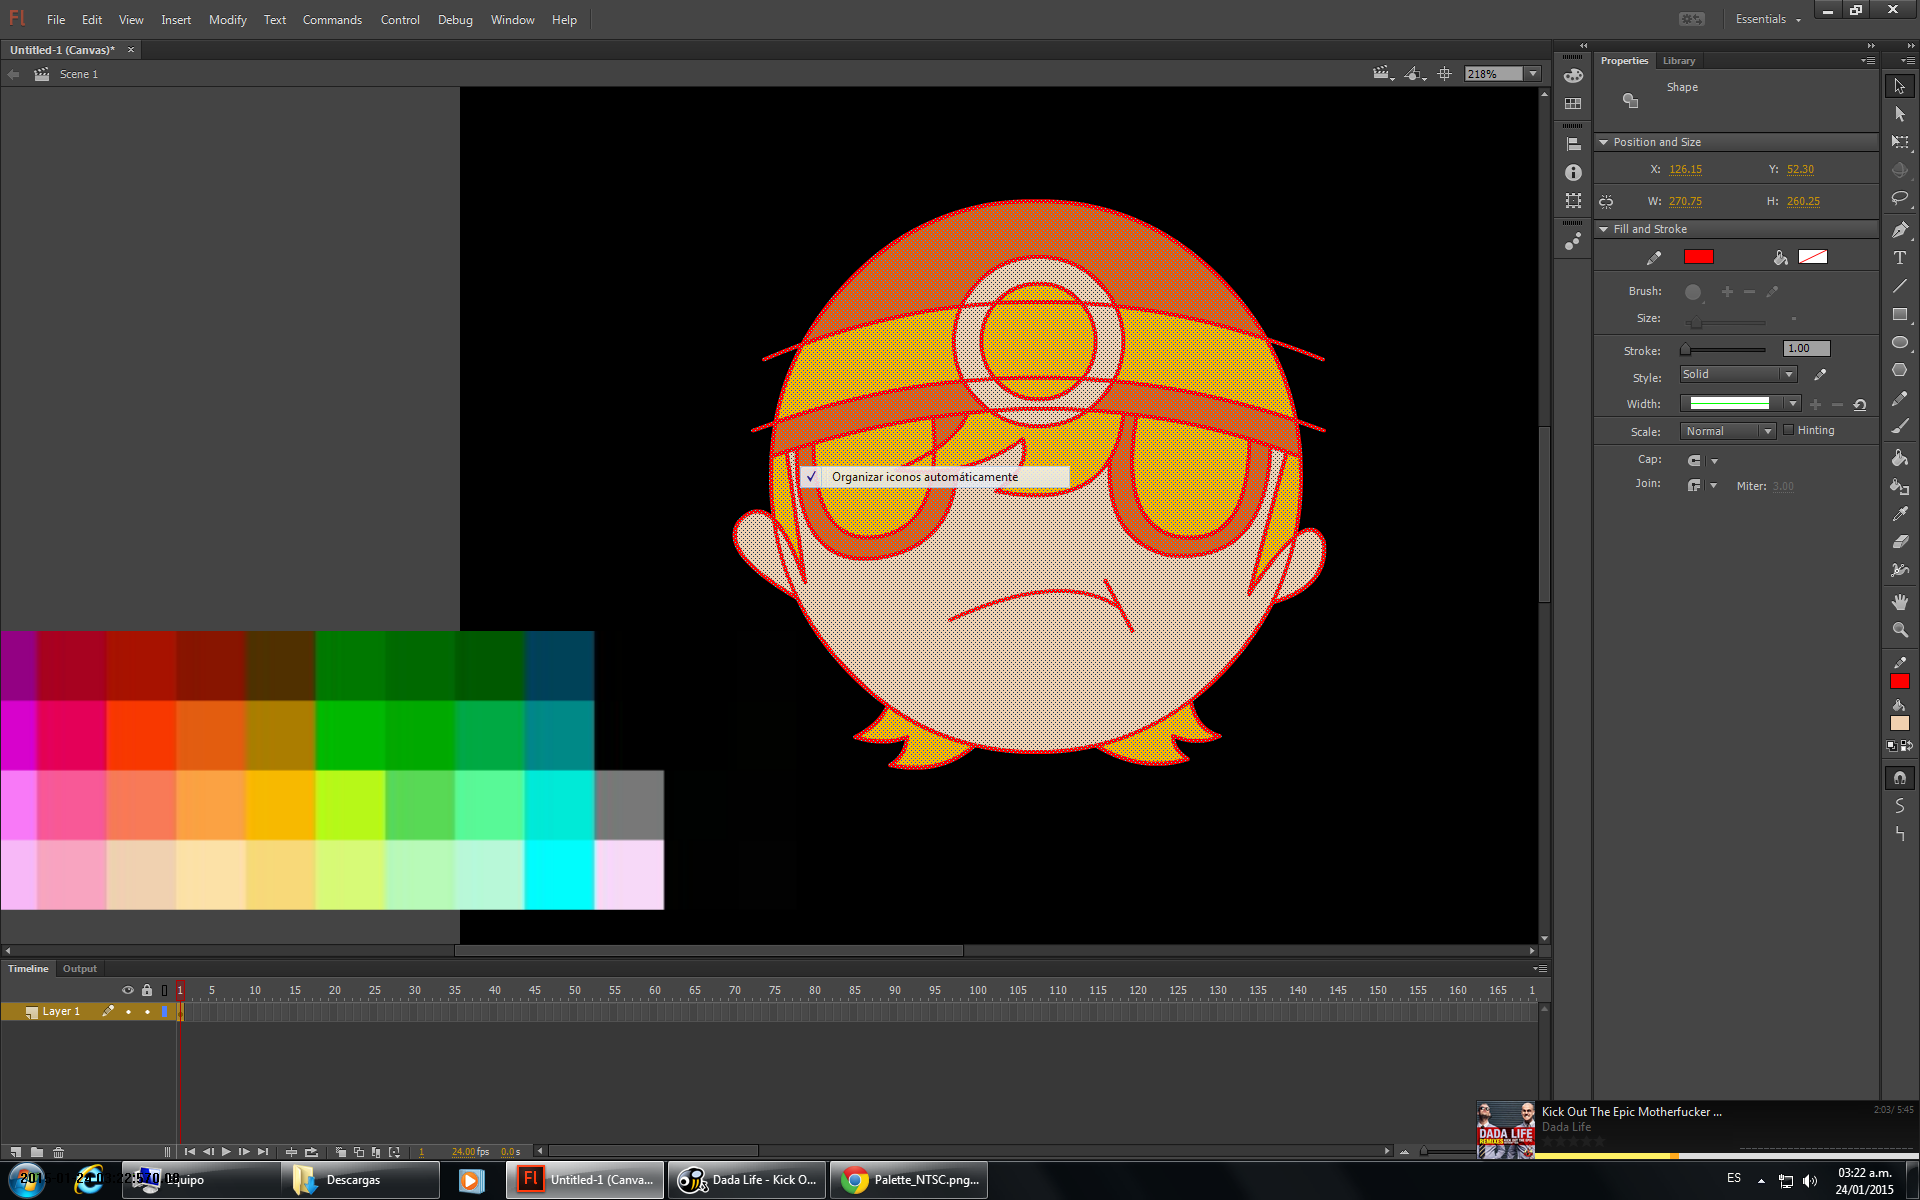 Fl File Edit View Insert Modify Text Commands Control Debug Window Help Essentials
Untitled-1 (Canvas)* ×
Scene 1 218%
Properties Library
Shape
Position and Size
X: 126.15 Y: 52.30
W: 270.75 H: 260.25
Fill and Stroke
Brush:
Size: -
Stroke: 1.00
Style: Solid
Width:
Scale: Normal Hinting
Cap:
Join: Miter: 3.00
✓ Organizar iconos automáticamente
Timeline Output
1 5 10 15 20 25 30 35 40 45 50 55 60 65 70 75 80 85 90 95 100 105 110 115 120 125 130 135 140 145 150 155 160 165 1
Layer 1
1 24.00 fps 0.0 s
Kick Out The Epic Motherfucker ... 2:03/ 5:45
Dada Life
DADA LIFE
REMIXES
Equipo Descargas Fl Untitled-1 (Canva... Dada Life - Kick O... Palette_NTSC.png...
ES 03:22 a.m.
24/01/2015